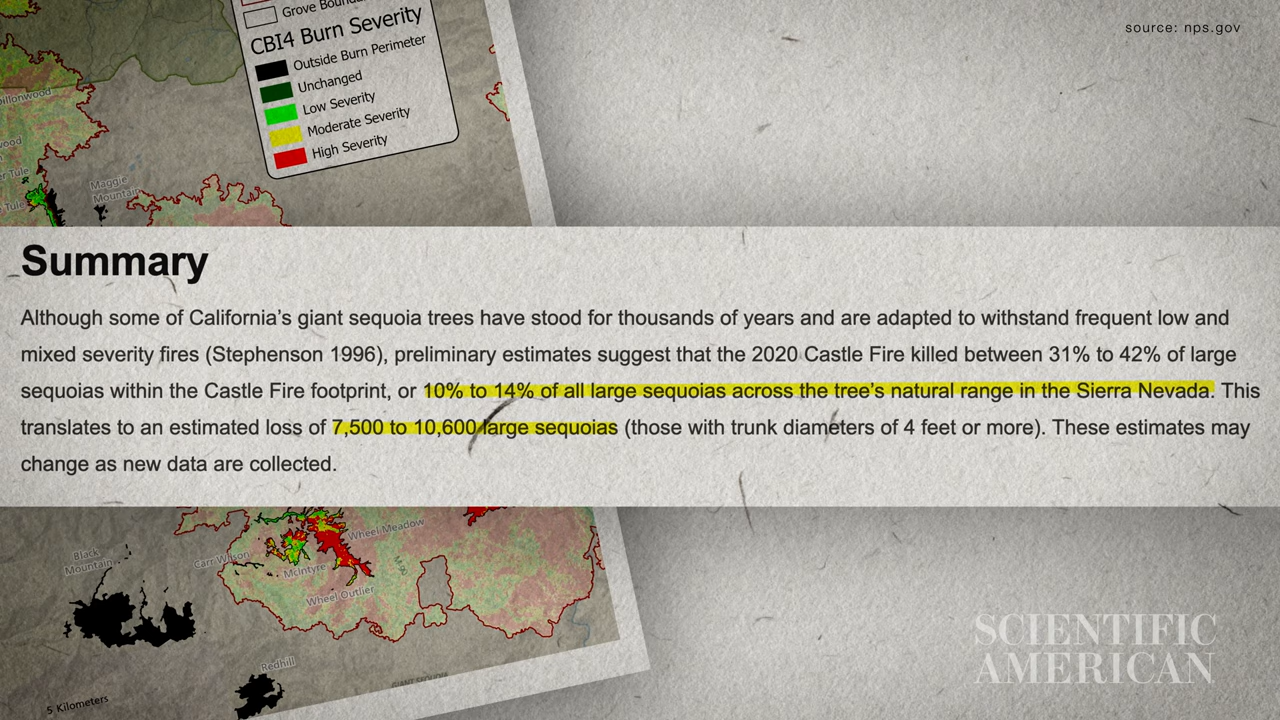 source: nps.gov
Grove
CBI4 Burn Severity
Outside Burn Perimeter
Unchanged
Low Severity
Moderate Severity
High Severity
Maggie
Mountain
Summary
Although some of California’s giant sequoia trees have stood for thousands of years and are adapted to withstand frequent low and
mixed severity fires (Stephenson 1996), preliminary estimates suggest that the 2020 Castle Fire killed between 31% to 42% of large
sequoias within the Castle Fire footprint, or 10% to 14% of all large sequoias across the tree’s natural range in the Sierra Nevada. This
translates to an estimated loss of 7,500 to 10,600 large sequoias (those with trunk diameters of 4 feet or more). These estimates may
change as new data are collected.
Wheel Meadow
Black
Mountain
Carr Wilson
McIntyre
Wheel Outlier
Redhill
5 Kilometers
GIANT SEQUOIA
SCIENTIFIC
AMERICAN